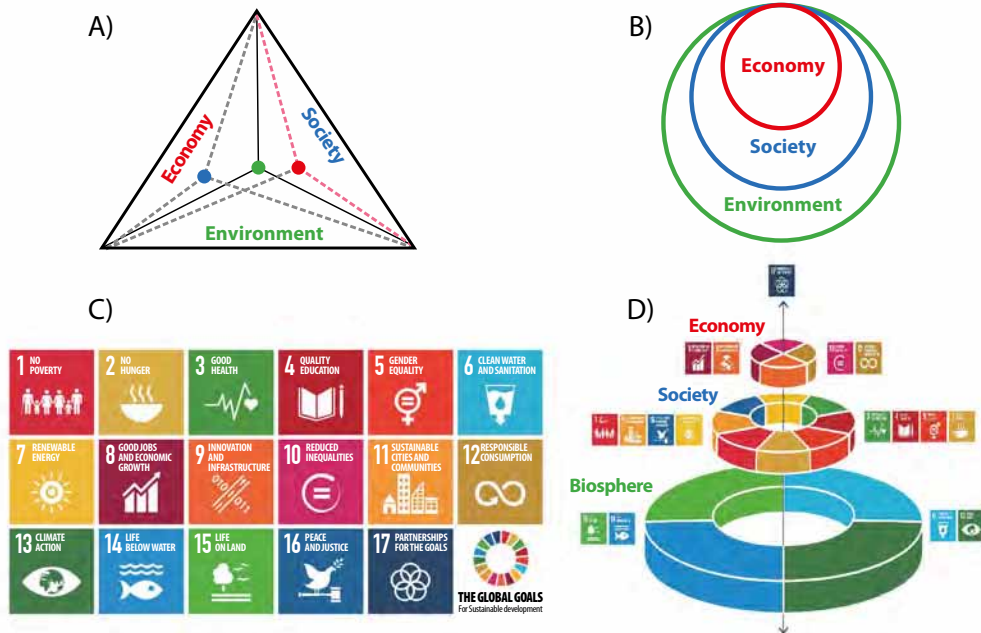 A)
Economy
Society
Environment
B)
Economy
Society
Environment
C)
1 NO
POVERTY
2 NO
HUNGER
3 GOOD
HEALTH
4 QUALITY
EDUCATION
5 GENDER
EQUALITY
6 CLEAN WATER
AND SANITATION
7 RENEWABLE
ENERGY
8 GOOD JOBS
AND ECONOMIC
GROWTH
9 INNOVATION
AND
INFRASTRUCTURE
10 REDUCED
INEQUALITIES
11 SUSTAINABLE
CITIES AND
COMMUNITIES
12 RESPONSIBLE
CONSUMPTION
13 CLIMATE
ACTION
14 LIFE
BELOW WATER
15 LIFE
ON LAND
16 PEACE
AND JUSTICE
17 PARTNERSHIPS
FOR THE GOALS
THE GLOBAL GOALS
For Sustainable development
D)
Economy
Society
Biosphere